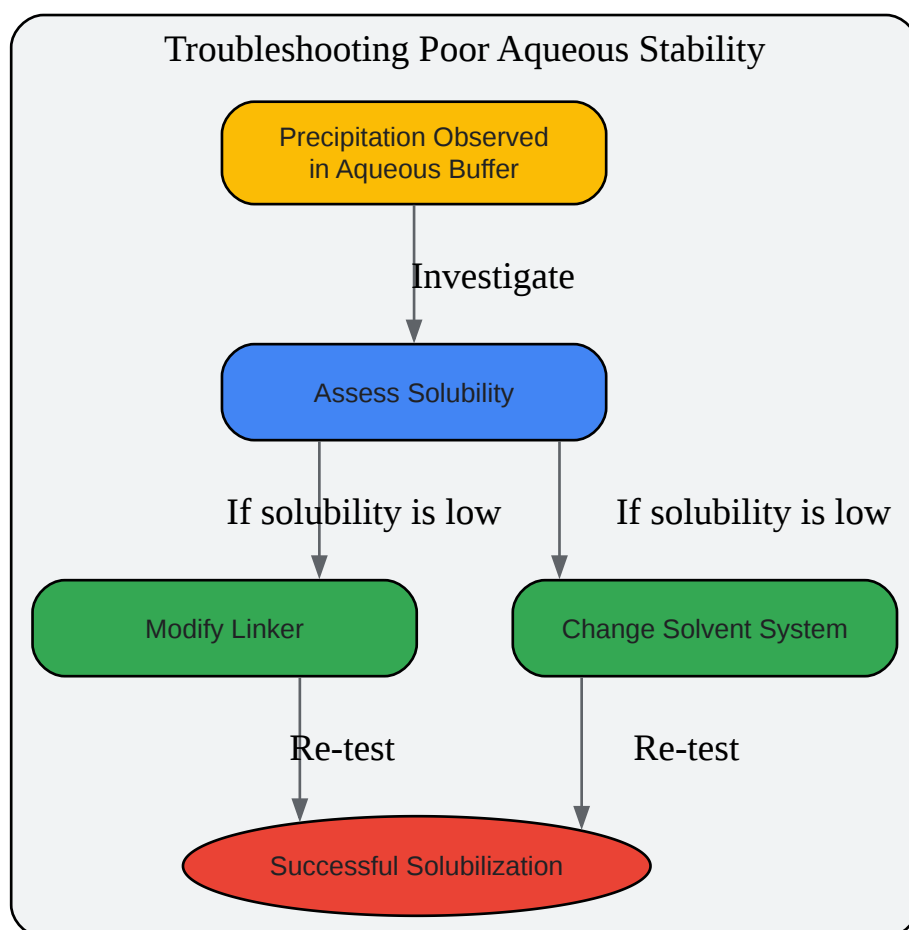 Troubleshooting Poor Aqueous Stability
Precipitation Observed
in Aqueous Buffer
Investigate
Assess Solubility
If solubility is low
If solubility is low
Modify Linker
Change Solvent System
Re-test
Re-test
Successful Solubilization